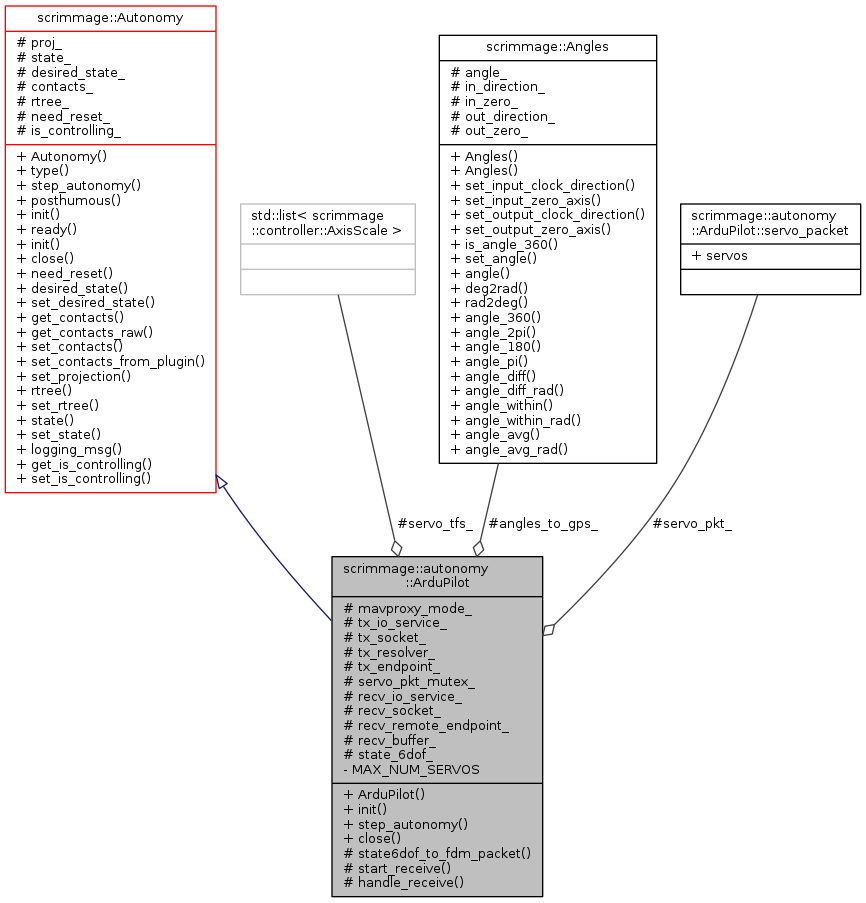 scrimmage::Autonomy
# proj_
# state_
# desired_state_
# contacts_
# rtree_
# need_reset_
# is_controlling_
+ Autonomy()
+ type()
+ step_autonomy()
+ posthumous()
+ init()
+ ready()
+ init()
+ close()
+ need_reset()
+ desired_state()
+ set_desired_state()
+ get_contacts()
+ get_contacts_raw()
+ set_contacts()
+ set_contacts_from_plugin()
+ set_projection()
+ rtree()
+ set_rtree()
+ state()
+ set_state()
+ logging_msg()
+ get_is_controlling()
+ set_is_controlling()
std::list< scrimmage
::controller::AxisScale >
scrimmage::Angles
# angle_
# in_direction_
# in_zero_
# out_direction_
# out_zero_
+ Angles()
+ Angles()
+ set_input_clock_direction()
+ set_input_zero_axis()
+ set_output_clock_direction()
+ set_output_zero_axis()
+ is_angle_360()
+ set_angle()
+ angle()
+ deg2rad()
+ rad2deg()
+ angle_360()
+ angle_2pi()
+ angle_180()
+ angle_pi()
+ angle_diff()
+ angle_diff_rad()
+ angle_within()
+ angle_within_rad()
+ angle_avg()
+ angle_avg_rad()
scrimmage::autonomy
::ArduPilot::servo_packet
+ servos
#servo_tfs_
#angles_to_gps_
#servo_pkt_
scrimmage::autonomy
::ArduPilot
# mavproxy_mode_
# tx_io_service_
# tx_socket_
# tx_resolver_
# tx_endpoint_
# servo_pkt_mutex_
# recv_io_service_
# recv_socket_
# recv_remote_endpoint_
# recv_buffer_
# state_6dof_
- MAX_NUM_SERVOS
+ ArduPilot()
+ init()
+ step_autonomy()
+ close()
# state6dof_to_fdm_packet()
# start_receive()
# handle_receive()